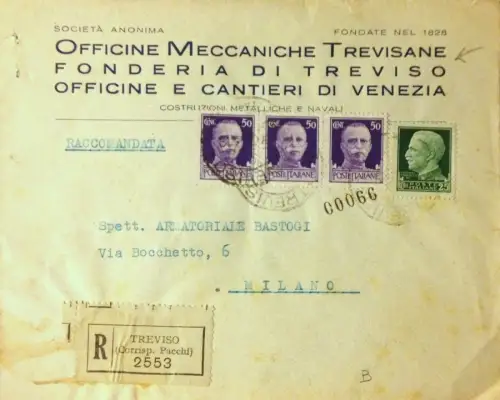 SOCIETÀ ANONIMA FONDATE NEL 1828
OFFICINE MECCANICHE TREVISANE
FONDERIA DI TREVISO
OFFICINE E CANTIERI DI VENEZIA
COSTRUZIONI METALLICHE E NAVALI
RACCOMANDATA
CENT. 50
CENT. 50
CENT. 50
POSTE ITALIANE
POSTE ITALIANE
POSTE ITALIANE
00066
Spett. ARMATORIALE BASTOGI
Via Bocchetto, 6
MILANO
R
TREVISO
(Corrisp. Pacchi)
2553
B